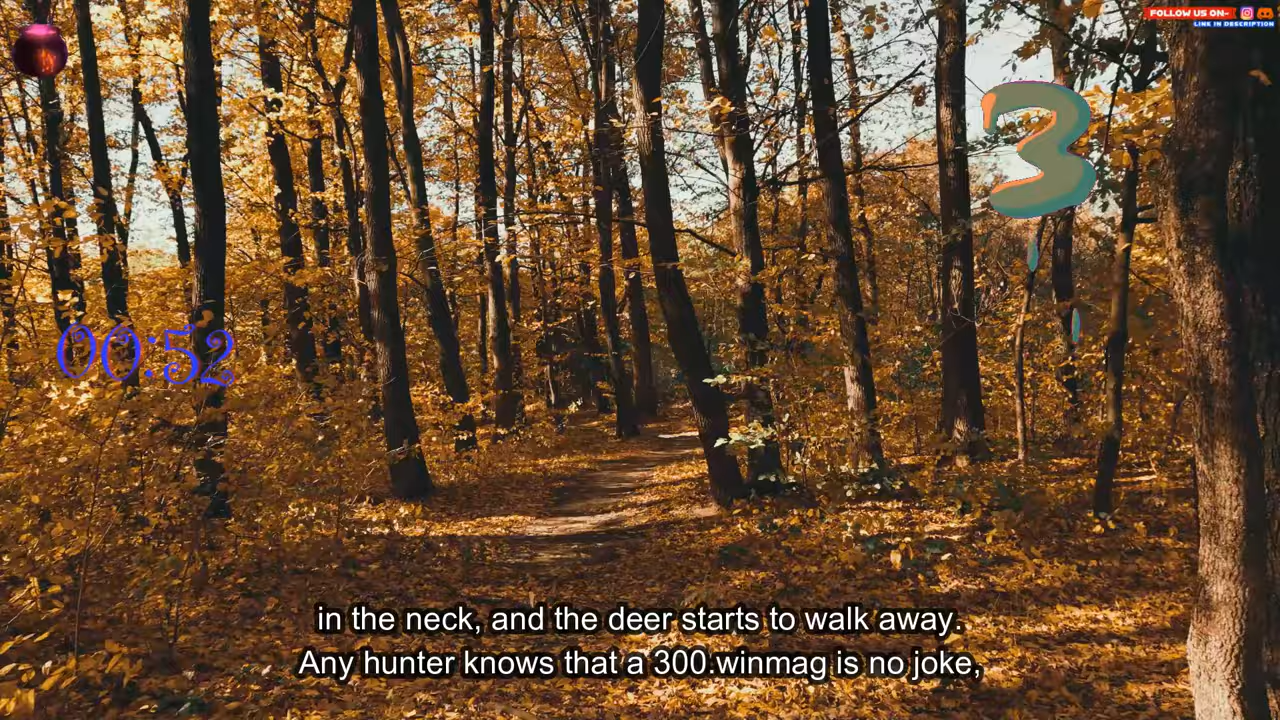 FOLLOW US ON-
LINK IN DESCRIPTION
3
00:52
in the neck, and the deer starts to walk away.
Any hunter knows that a 300.winmag is no joke,